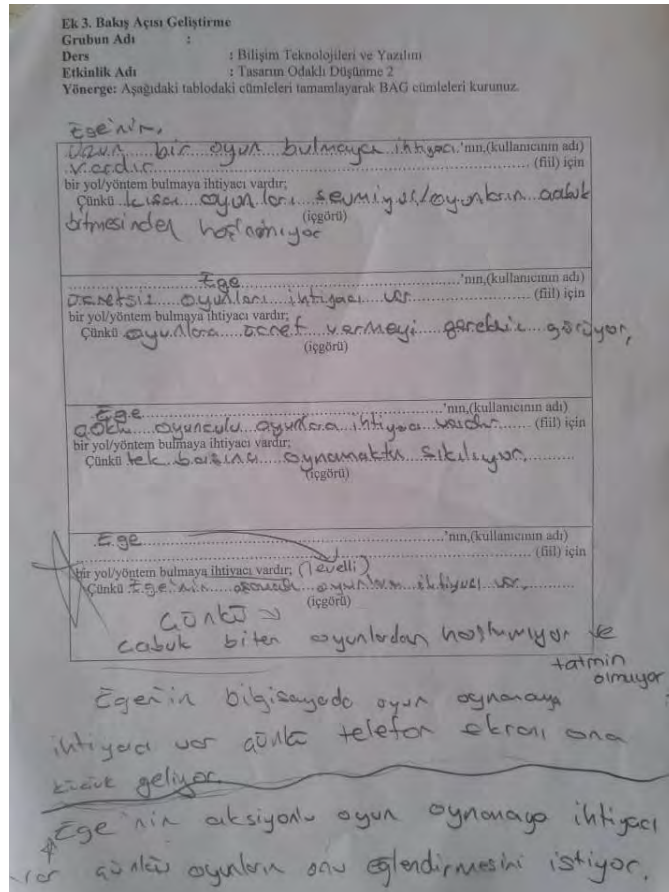 Ek 3. Bakış Açısı Geliştirme
Grubun Adı :
Ders : Bilişim Teknolojileri ve Yazılım
Etkinlik Adı : Tasarım Odaklı Düşünme 2
Yönerge: Aşağıdaki tablodaki cümleleri tamamlayarak BAG cümleleri kurunuz.
Ege'nin,
uzun bir oyun bulmaya ihtiyacı 'nın,(kullanıcının adı)
vardır (fiil) için
bir yol/yöntem bulmaya ihtiyacı vardır;
Çünkü kısa oyunları sevmiyor/oyunların çabuk
(içgörü)
bitmesinden hoşlanmıyor
Ege 'nın,(kullanıcının adı)
ücretsiz oyunları ihtiyacı var (fiil) için
bir yol/yöntem bulmaya ihtiyacı vardır;
Çünkü oyunlara ücret vermeyi gereksiz görüyor,
(içgörü)
Ege 'nın,(kullanıcının adı)
çok oyunculu oyunlara ihtiyacı vardır (fiil) için
bir yol/yöntem bulmaya ihtiyacı vardır;
Çünkü tek başına oynamaktan sıkılıyor,
(içgörü)
Ege 'nın,(kullanıcının adı)
(fiil) için
bir yol/yöntem bulmaya ihtiyacı vardır; (levelli)
Çünkü Ege'nin oyunlara ihtiyacı var,
(içgörü)
Çünkü
çabuk biten oyunlardan hoşlanmıyor ve
tatmin
olmuyor
Ege'nin bilgisayada oyun oynamaya
ihtiyacı var çünkü telefon ekranı ona
küçük geliyor.
Ege'nin aksiyonlu oyun oynamaya ihtiyacı
var çünkü oyunların onu eğlendirmesini istiyor.